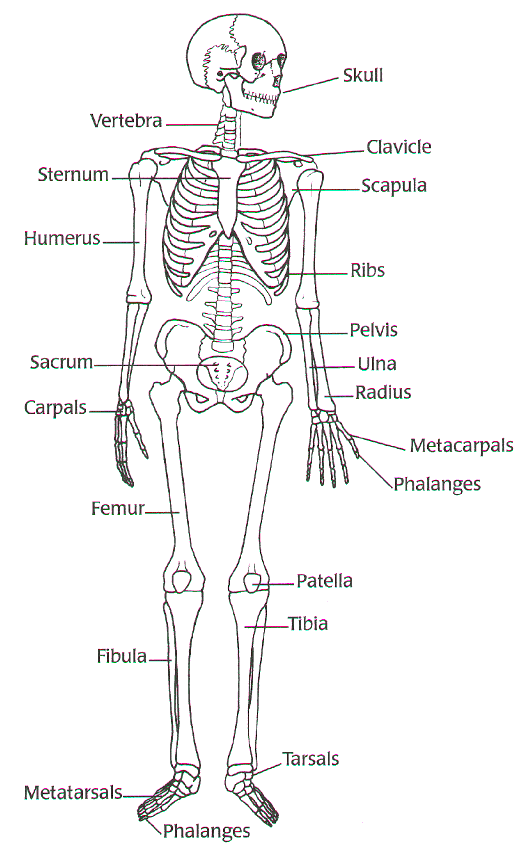 Skull
Vertebra
Clavicle
Sternum
Scapula
Humerus
Ribs
Pelvis
Sacrum
Ulna
Radius
Carpals
Metacarpals
Phalanges
Femur
Patella
Tibia
Fibula
Tarsals
Metatarsals
Phalanges